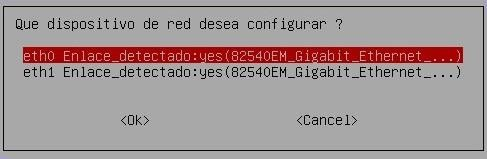 Que dispositivo de red desea configurar ?
eth0 Enlace_detectado:yes(82540EM_Gigabit_Ethernet_...)
eth1 Enlace_detectado:yes(82540EM_Gigabit_Ethernet_...)
<Ok> <Cancel>